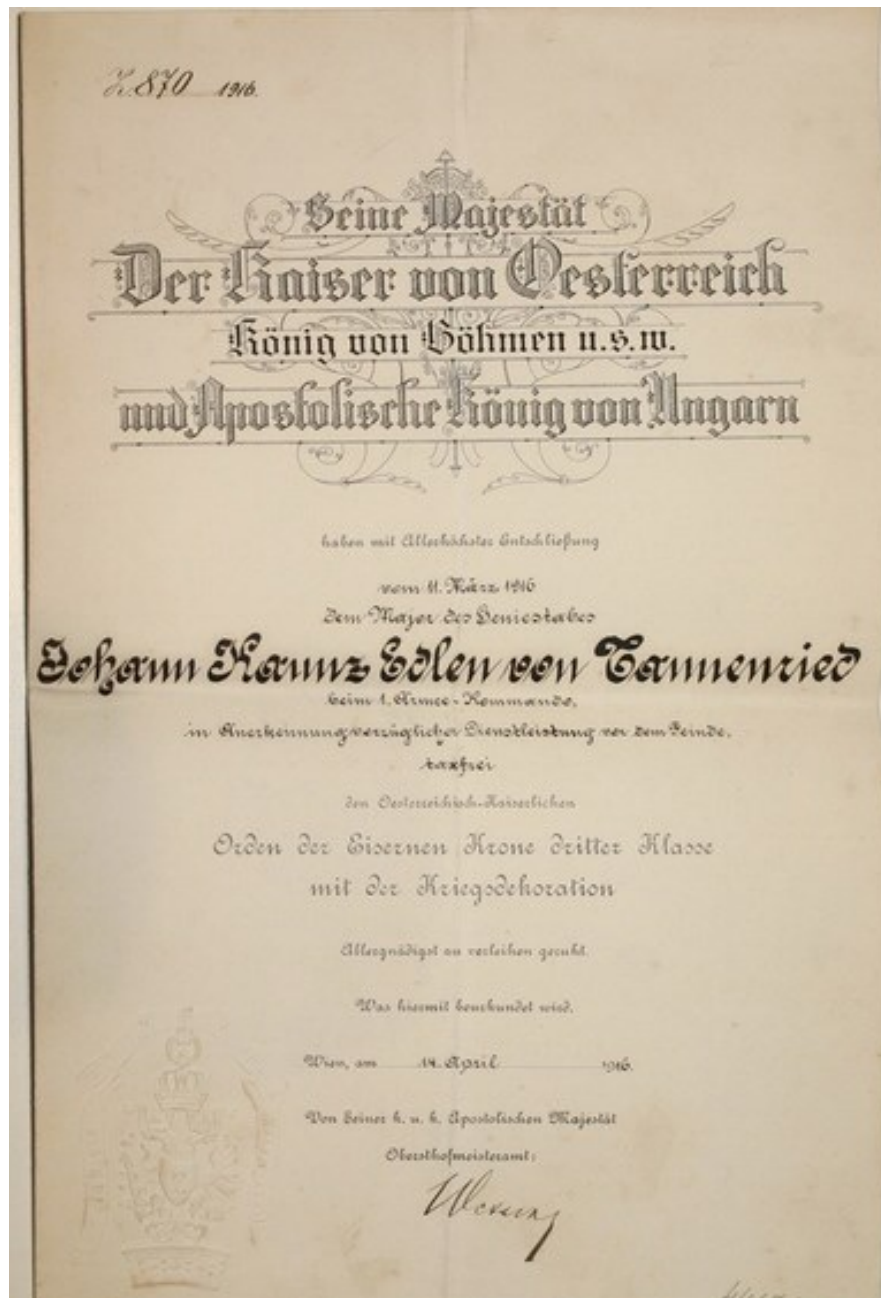 Z. 870 1916.
Seine Majestät
Der Kaiser von Oesterreich
König von Böhmen u.s.w.
und Apostolische König von Ungarn
haben mit Allerhöchster Entschließung
vom 11. März 1916
dem Major des Geniestabes
Johann Kaunz Edlen von Tannenried
beim 1. Armee-Kommando,
in Anerkennung vorzüglicher Dienstleistung vor dem Feinde,
taxfrei
den Oesterreichisch-Kaiserlichen
Orden der Eisernen Krone dritter Klasse
mit der Kriegsdekoration
Allergnädigst zu verleihen geruht.
Was hiermit beurkundet wird.
Wien, am 14. April 1916.
Von Seiner k. u. k. Apostolischen Majestät
Obersthofmeisteramt: